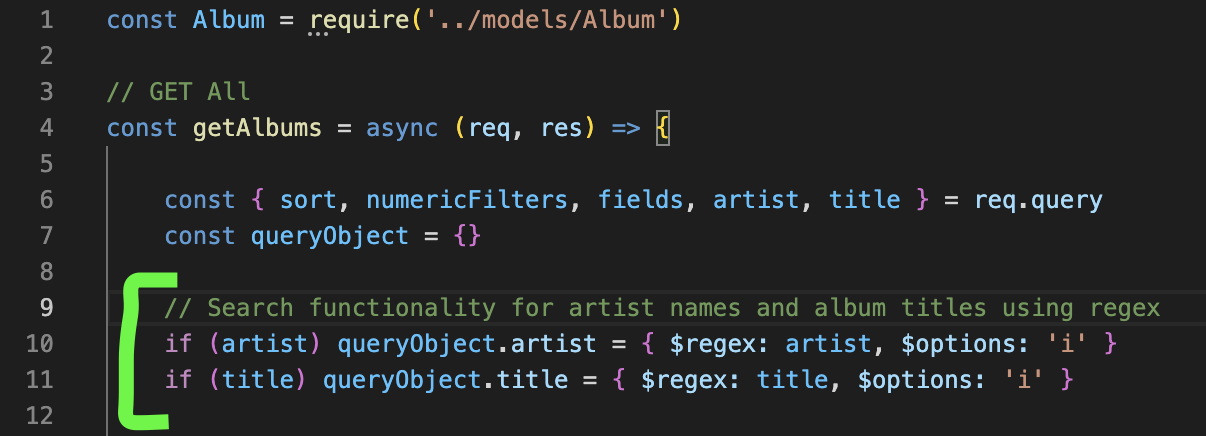 1 const Album = require('../models/Album')
2
3 // GET All
4 const getAlbums = async (req, res) => {
5
6 const { sort, numericFilters, fields, artist, title } = req.query
7 const queryObject = {}
8
9 // Search functionality for artist names and album titles using regex
10 if (artist) queryObject.artist = { $regex: artist, $options: 'i' }
11 if (title) queryObject.title = { $regex: title, $options: 'i' }
12